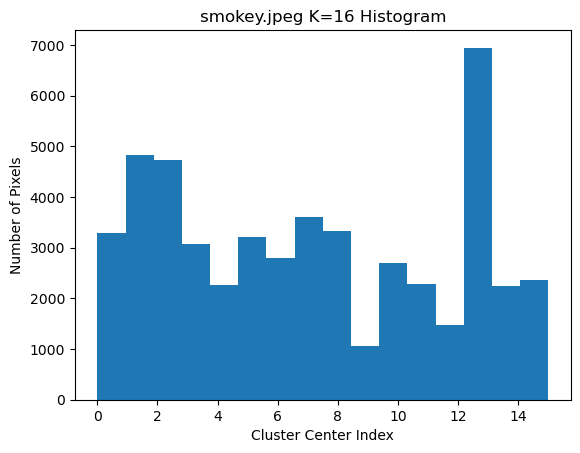 smokey.jpeg K=16 Histogram
7000
6000
5000
4000
3000
2000
1000
0
Number of Pixels
0 2 4 6 8 10 12 14
Cluster Center Index